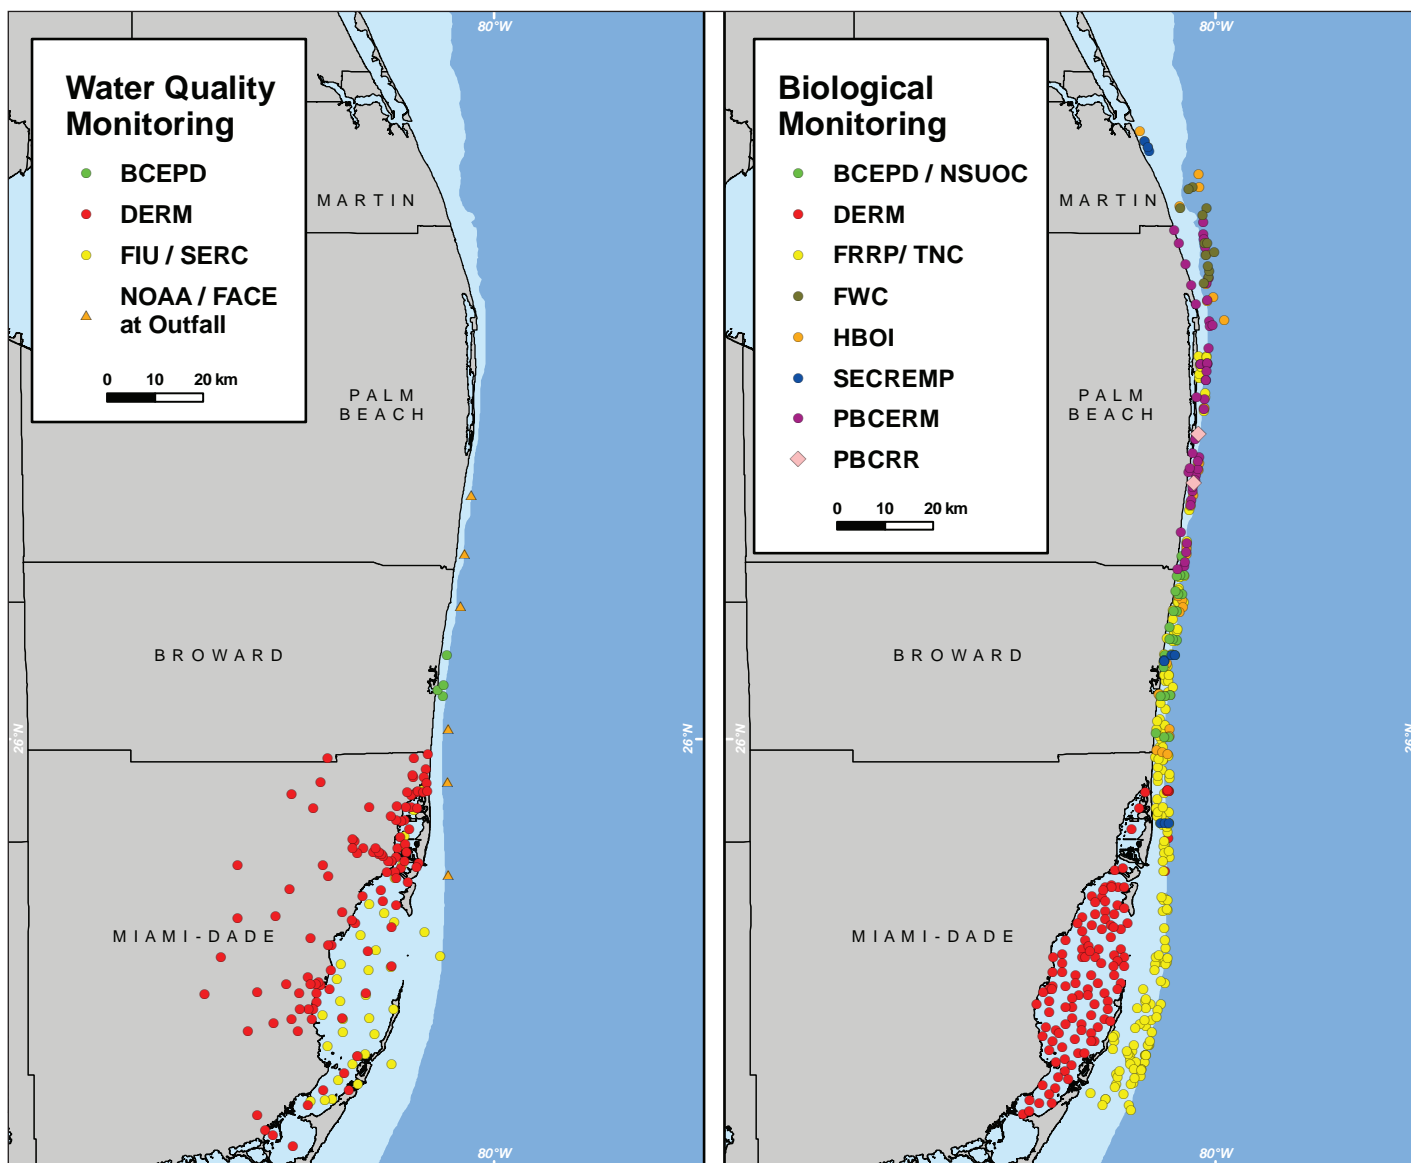 80°W
Water Quality
Monitoring
BCEPD
DERM
FIU / SERC
NOAA / FACE
at Outfall
0 10 20 km
MARTIN
PALM
BEACH
BROWARD
26°N
26°N
MIAMI-DADE
80°W
80°W
Biological
Monitoring
BCEPD / NSUOC
DERM
FRRP/ TNC
FWC
HBOI
SECREMP
PBCERM
PBCRR
0 10 20 km
MARTIN
PALM
BEACH
BROWARD
26°N
26°N
MIAMI-DADE
80°W